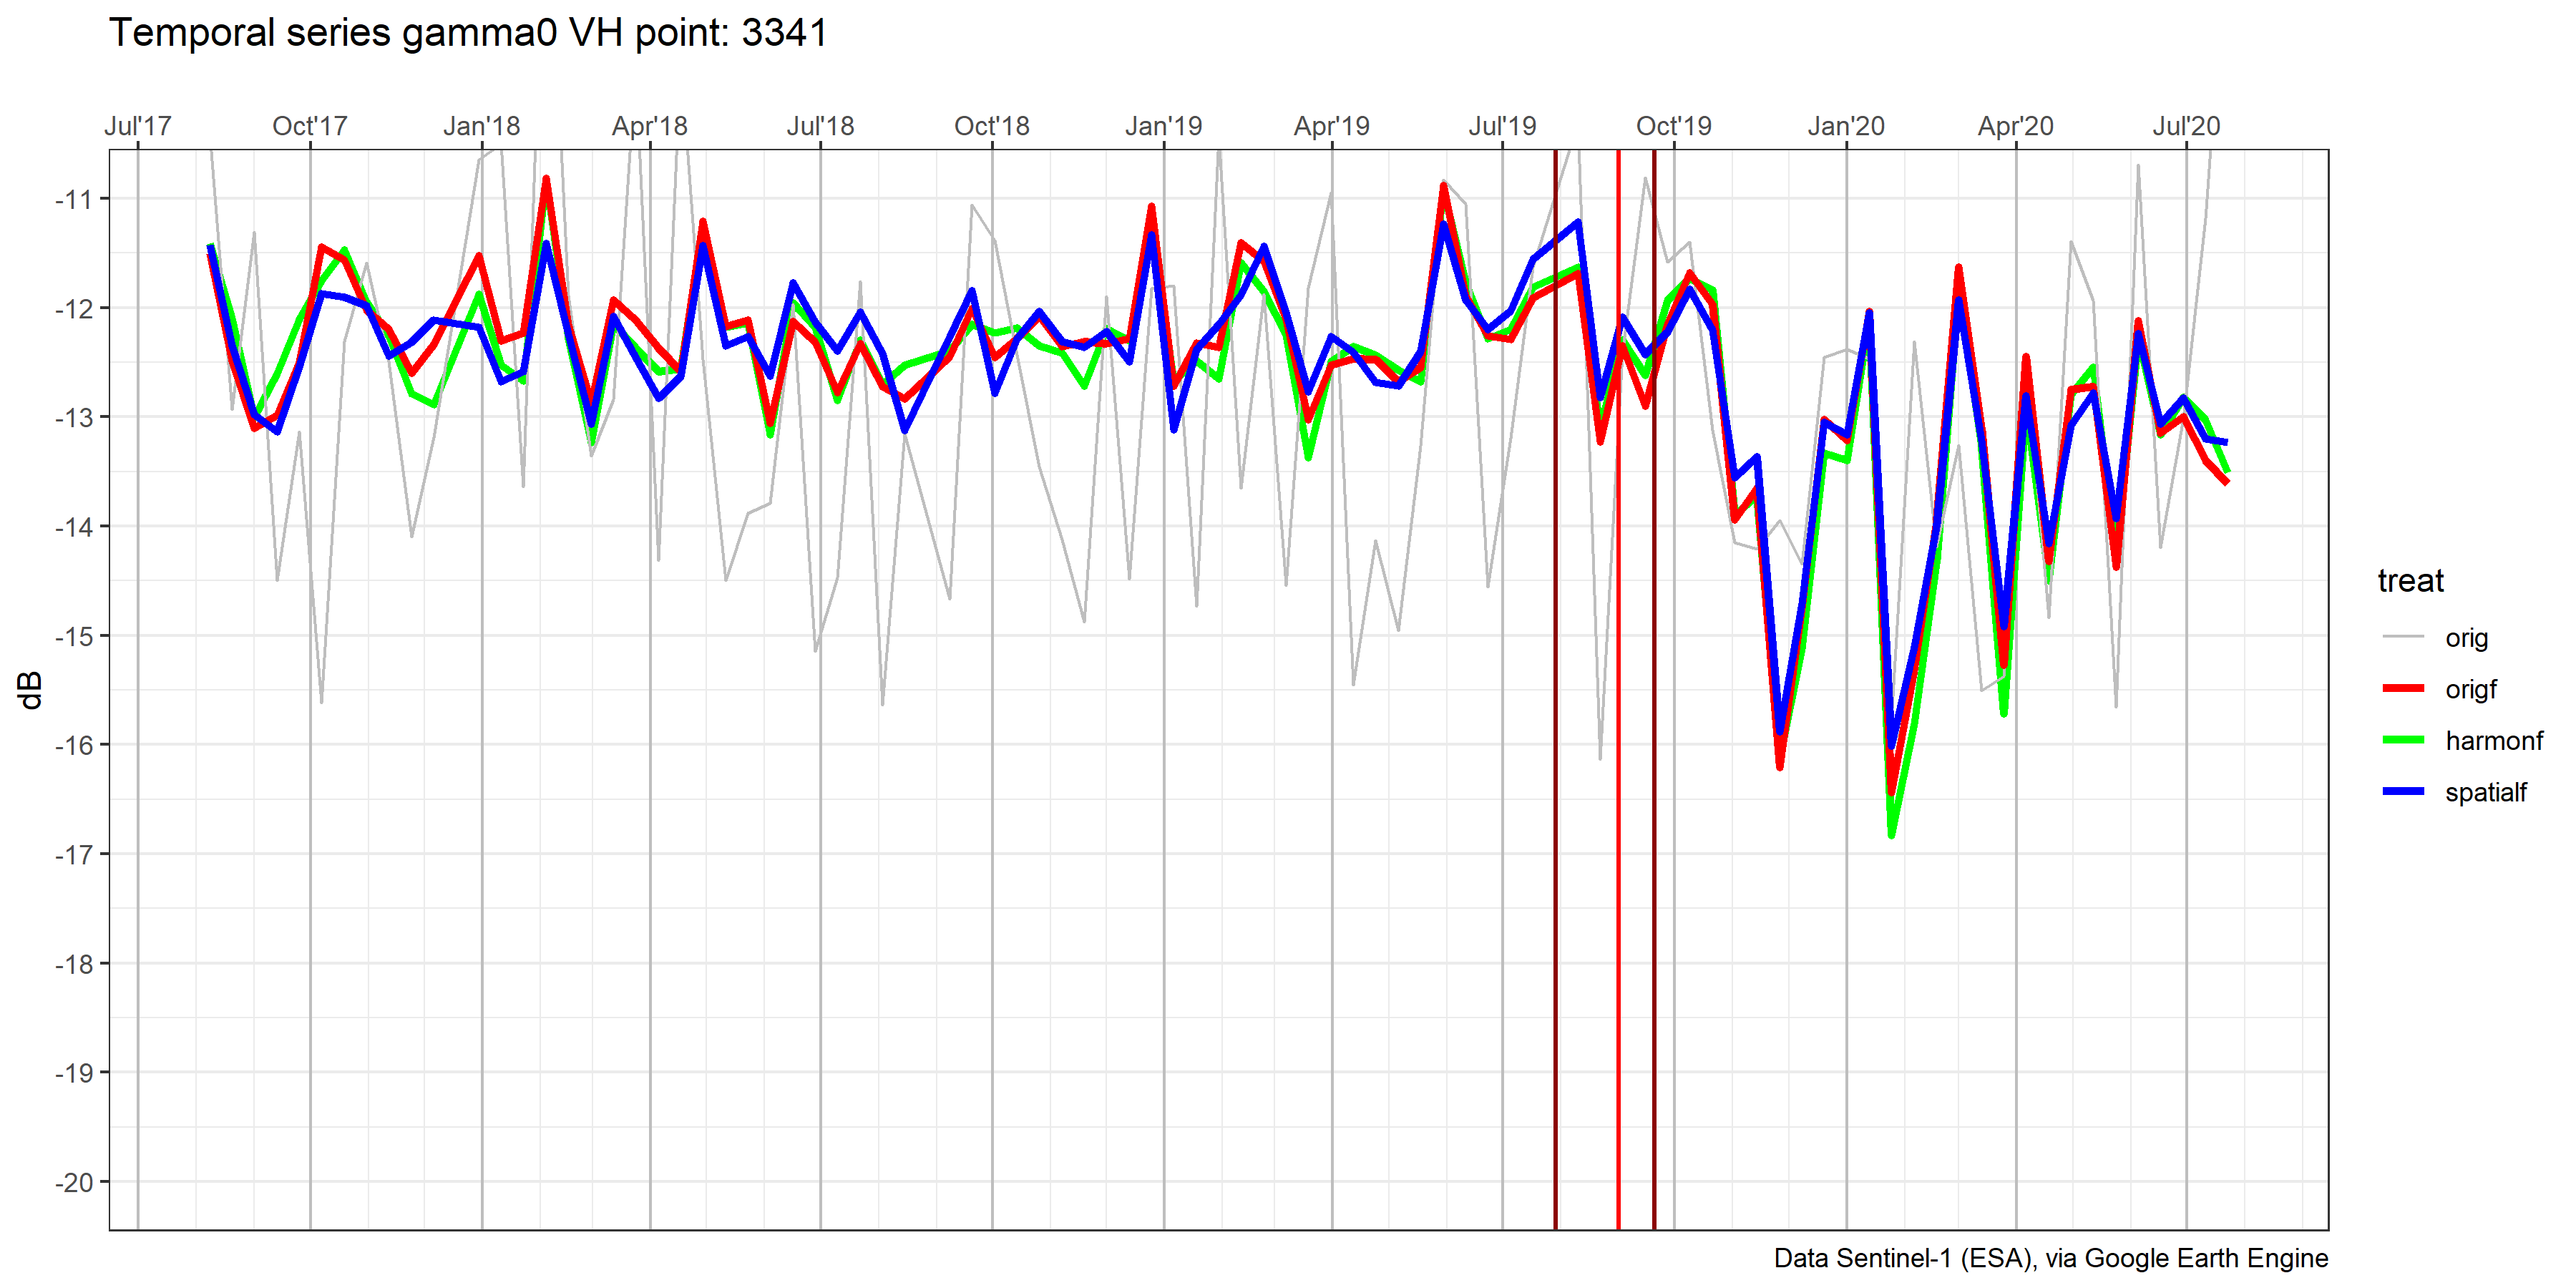 Temporal series gamma0 VH point: 3341
Jul'17 Oct'17 Jan'18 Apr'18 Jul'18 Oct'18 Jan'19 Apr'19 Jul'19 Oct'19 Jan'20 Apr'20 Jul'20
-11
-12
-13
-14
-15
-16
-17
-18
-19
-20
dB
treat
orig
origf
harmonf
spatialf
Data Sentinel-1 (ESA), via Google Earth Engine